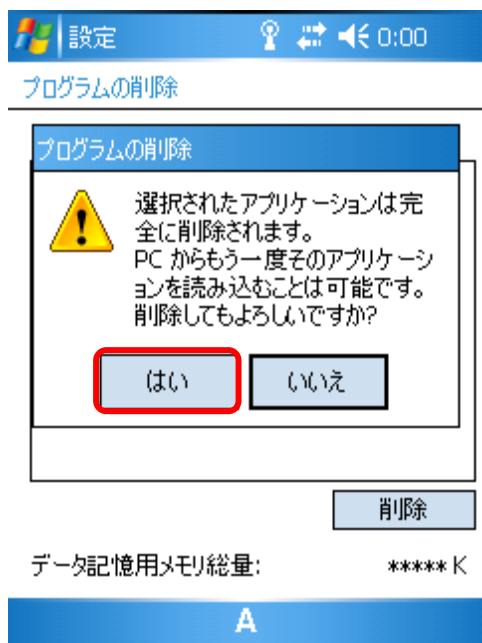 設定 0:00
プログラムの削除
プログラムの削除
選択されたアプリケーションは完
全に削除されます。
PC からもう一度そのアプリケーシ
ョンを読み込むことは可能です。
削除してもよろしいですか?
はい いいえ
削除
データ記憶用メモリ総量: ***** K
A